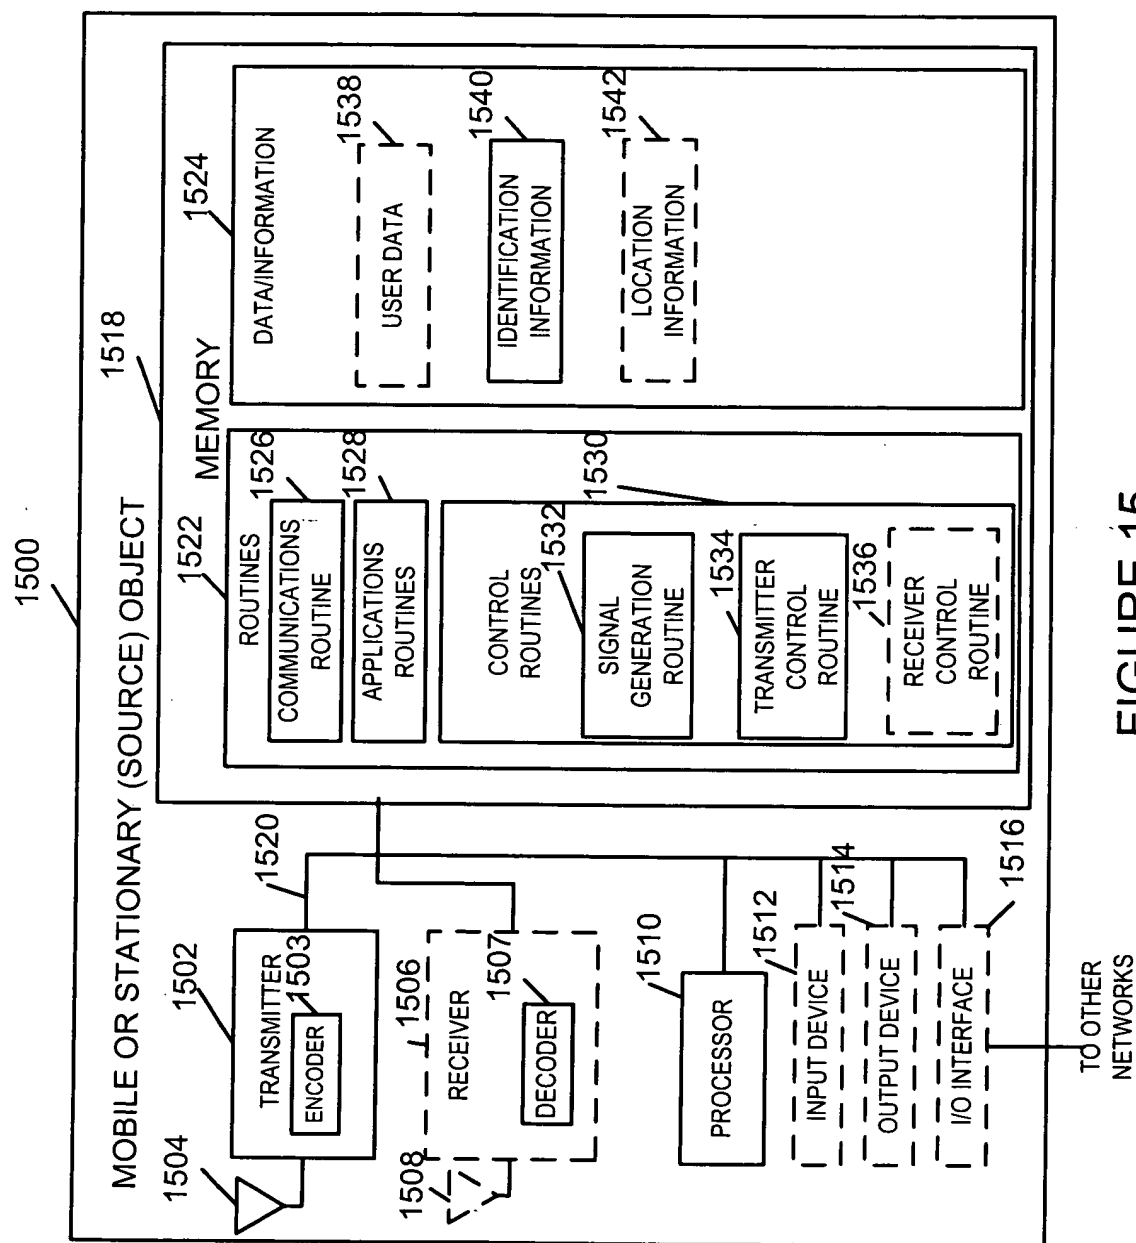 1500
MOBILE OR STATIONARY (SOURCE) OBJECT
1518
MEMORY
1504
1502
TRANSMITTER
1503
ENCODER
1520
1508
1506
RECEIVER
1507
DECODER
1510
PROCESSOR
1512
INPUT DEVICE
1514
OUTPUT DEVICE
1516
I/O INTERFACE
TO OTHER
NETWORKS
1522
ROUTINES
1526
COMMUNICATIONS
ROUTINE
1528
APPLICATIONS
ROUTINES
1530
CONTROL
ROUTINES
1532
SIGNAL
GENERATION
ROUTINE
1534
TRANSMITTER
CONTROL
ROUTINE
1536
RECEIVER
CONTROL
ROUTINE
1524
DATA/INFORMATION
1538
USER DATA
1540
IDENTIFICATION
INFORMATION
1542
LOCATION
INFORMATION
FIGURE 15